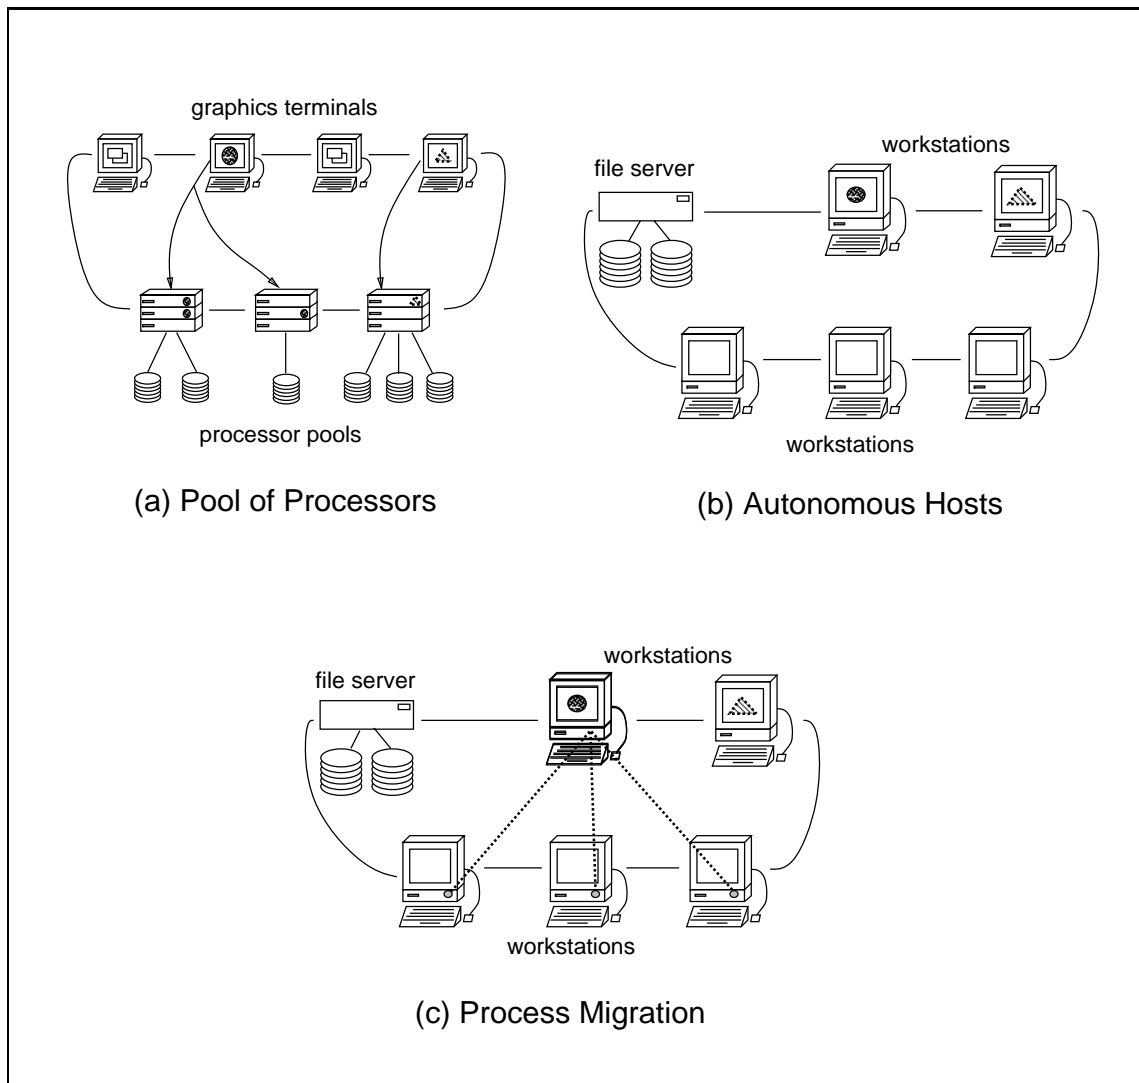 graphics terminals
processor pools
(a) Pool of Processors
workstations
file server
workstations
(b) Autonomous Hosts
workstations
file server
workstations
(c) Process Migration